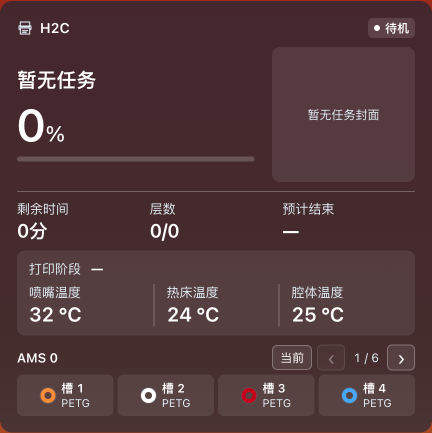 H2C
待机
暂无任务
0%
暂无任务封面
剩余时间
层数
预计结束
0分
0/0
—
打印阶段 —
喷嘴温度
热床温度
腔体温度
32 °C
24 °C
25 °C
AMS 0
当前
‹
1 / 6
›
槽 1
PETG
槽 2
PETG
槽 3
PETG
槽 4
PETG